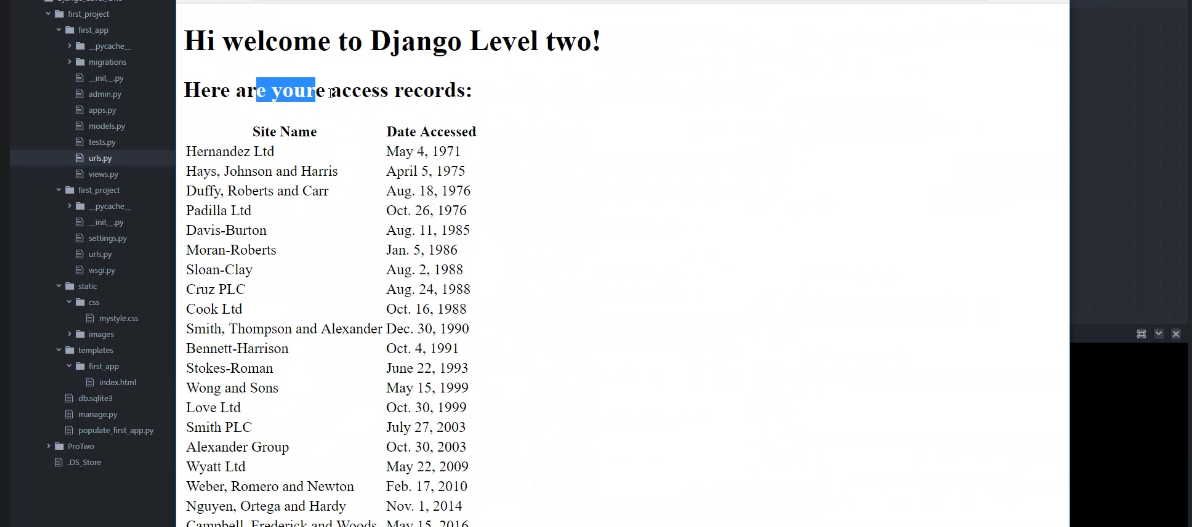 first_project
first_app
__pycache__
migrations
__init__.py
admin.py
apps.py
models.py
tests.py
urls.py
views.py
first_project
__pycache__
__init__.py
settings.py
urls.py
wsgi.py
static
css
mystyle.css
images
templates
first_app
index.html
db.sqlite3
manage.py
populate_first_app.py
ProTwo
.DS_Store
Hi welcome to Django Level two!
Here are youre access records:
Site Name Date Accessed
Hernandez Ltd May 4, 1971
Hays, Johnson and Harris April 5, 1975
Duffy, Roberts and Carr Aug. 18, 1976
Padilla Ltd Oct. 26, 1976
Davis-Burton Aug. 11, 1985
Moran-Roberts Jan. 5, 1986
Sloan-Clay Aug. 2, 1988
Cruz PLC Aug. 24, 1988
Cook Ltd Oct. 16, 1988
Smith, Thompson and Alexander Dec. 30, 1990
Bennett-Harrison Oct. 4, 1991
Stokes-Roman June 22, 1993
Wong and Sons May 15, 1999
Love Ltd Oct. 30, 1999
Smith PLC July 27, 2003
Alexander Group Oct. 30, 2003
Wyatt Ltd May 22, 2009
Weber, Romero and Newton Feb. 17, 2010
Nguyen, Ortega and Hardy Nov. 1, 2014
Campbell, Frederick and Woods May 15, 2016